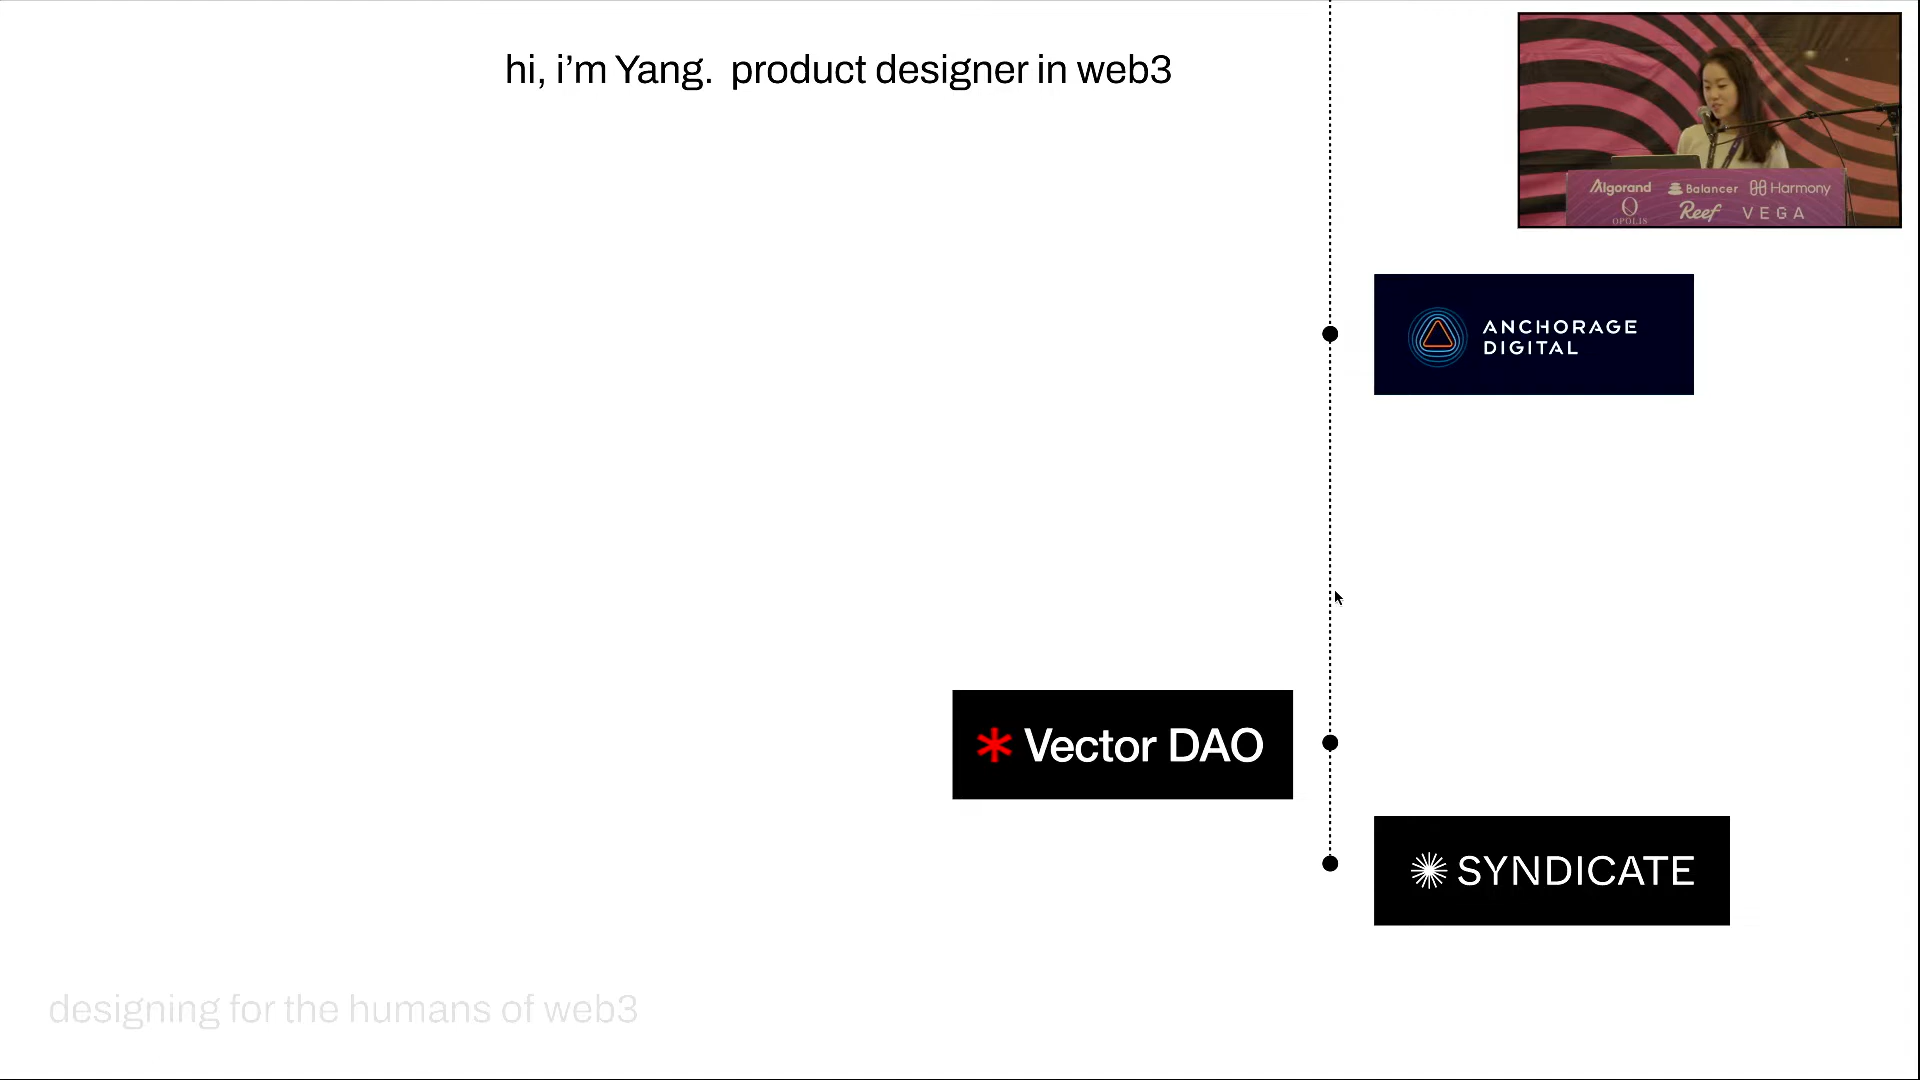 hi, i’m Yang.  product designer in web3
Algorand Balancer Harmony
OPOLIS Reef VEGA
ANCHORAGE
DIGITAL
Vector DAO
SYNDICATE
designing for the humans of web3